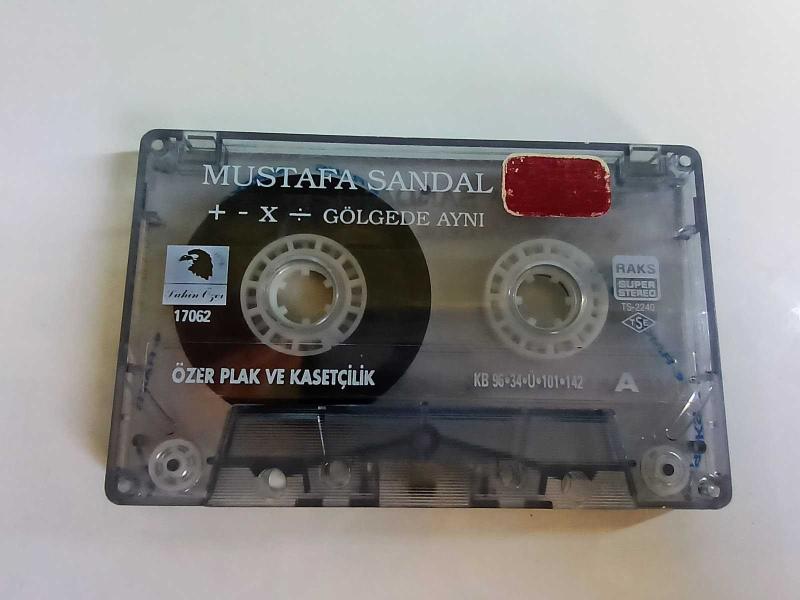 MUSTAFA SANDAL
+ - x ÷ GÖLGEDE AYNI
Şahin Özer
17062
RAKS
SUPER
STEREO
TS-2240
TSE
ÖZER PLAK VE KASETÇİLİK
KB 96•34•Ü•101•142
A